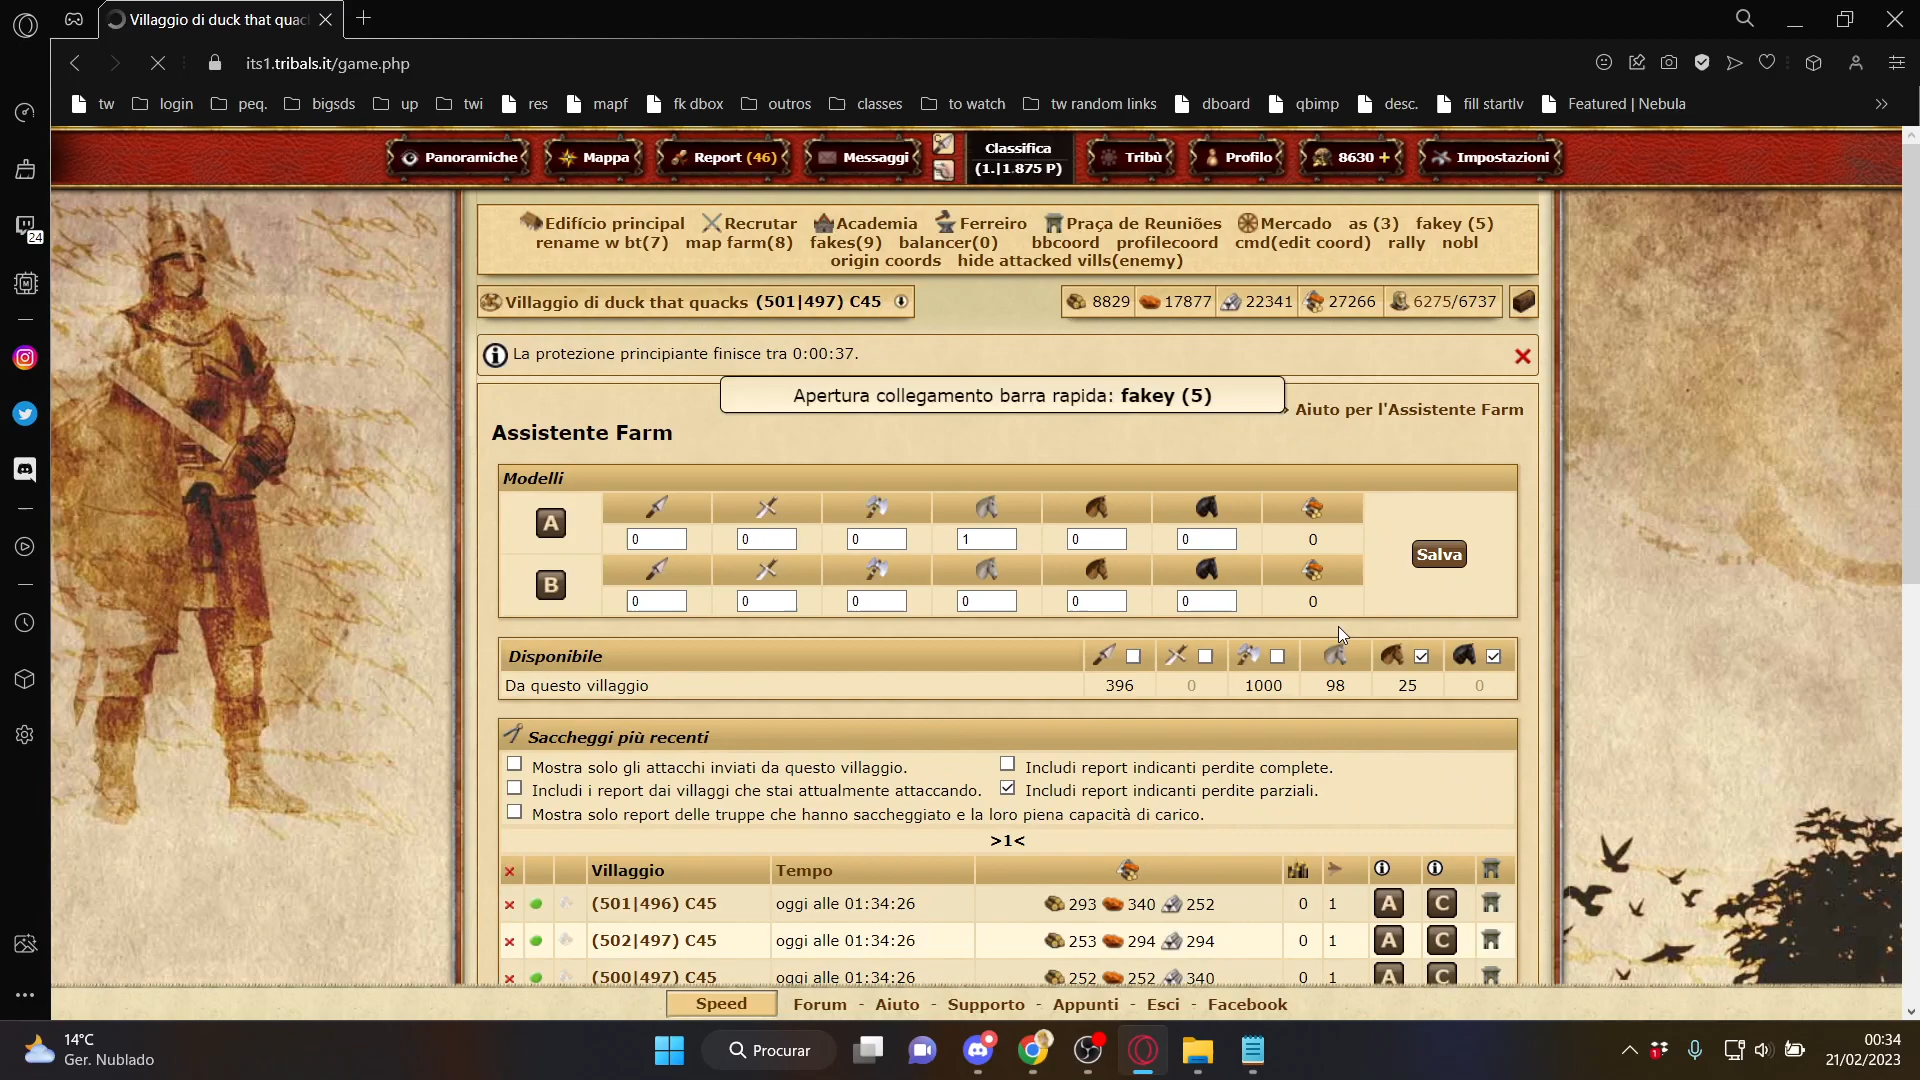 Villaggio di duck that quac
its1.tribals.it/game.php
tw login peq. bigsds up twi res mapf fk dbox outros classes to watch tw random links dboard qbimp desc. fill startlv Featured | Nebula
Panoramiche Mappa Report (46) Messaggi Classifica (1.|1.875 P) Tribù Profilo 8630 + Impostazioni
Edifício principal Recrutar Academia Ferreiro Praça de Reuniões Mercado as (3) fakey (5)
rename w bt(7) map farm(8) fakes(9) balancer(0) bbcoord profilecoord cmd(edit coord) rally nobl
origin coords hide attacked vills(enemy)
Villaggio di duck that quacks (501|497) C45 8829 17877 22341 27266 6275/6737
La protezione principiante finisce tra 0:00:37.
Apertura collegamento barra rapida: fakey (5)
Aiuto per l'Assistente Farm
Assistente Farm
Modelli
A 0 0 0 1 0 0 0
Salva
B 0 0 0 0 0 0 0
Disponibile
Da questo villaggio 396 0 1000 98 25 0
Saccheggi più recenti
Mostra solo gli attacchi inviati da questo villaggio. Includi report indicanti perdite complete.
Includi i report dai villaggi che stai attualmente attaccando. Includi report indicanti perdite parziali.
Mostra solo report delle truppe che hanno saccheggiato e la loro piena capacità di carico.
>1<
Villaggio Tempo
(501|496) C45 oggi alle 01:34:26 293 340 252 0 1 A C
(502|497) C45 oggi alle 01:34:26 253 294 294 0 1 A C
(500|497) C45 oggi alle 01:34:26 252 252 340 0 1 A C
Speed Forum - Aiuto - Supporto - Appunti - Esci - Facebook
24
14°C
Ger. Nublado
Procurar
1
00:34
21/02/2023